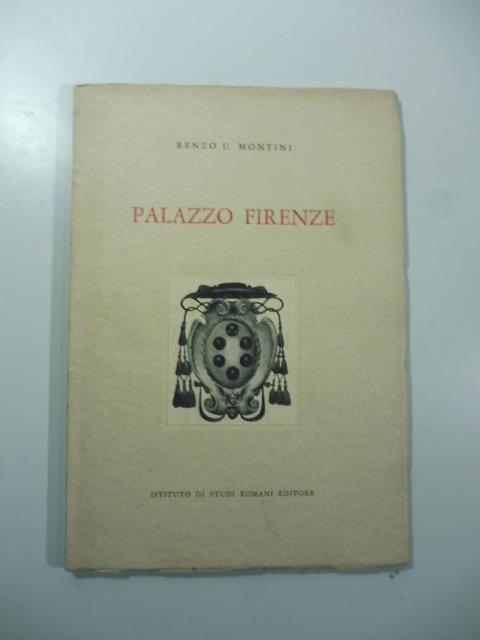 RENZO U. MONTINI
PALAZZO FIRENZE
ISTITUTO DI STUDI ROMANI EDITORE